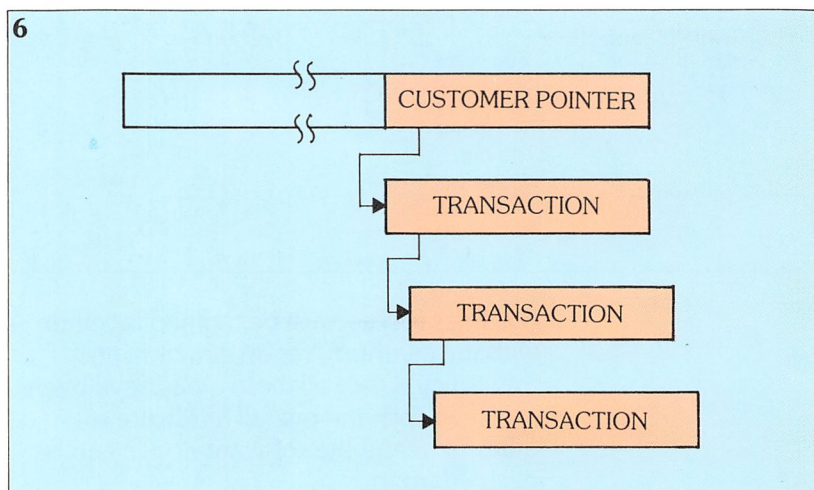 6
CUSTOMER POINTER
TRANSACTION
TRANSACTION
TRANSACTION